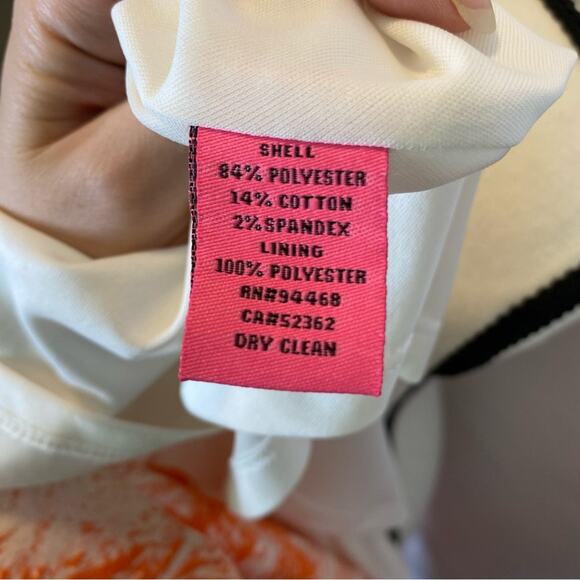 SHELL
84% POLYESTER
14% COTTON
2% SPANDEX
LINING
100% POLYESTER
RN#94468
CA#52362
DRY CLEAN